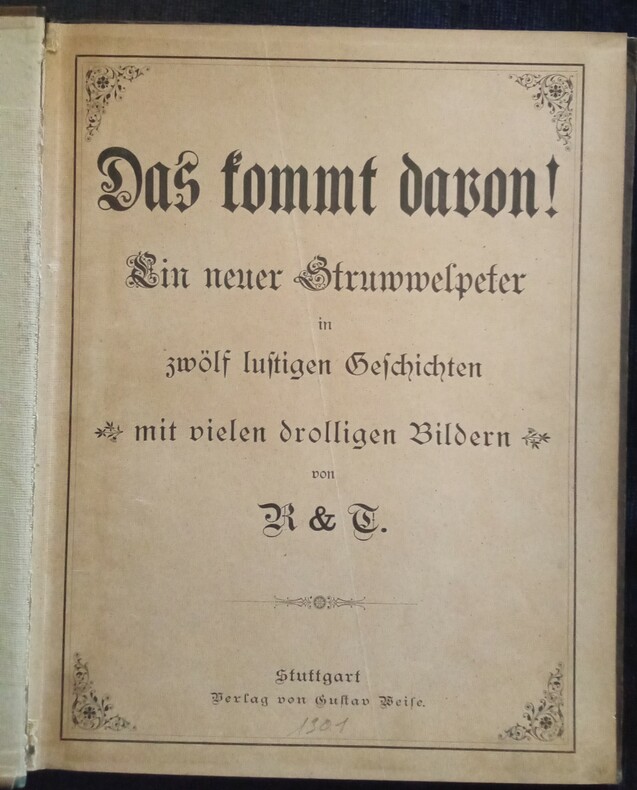 Das kommt davon!
Ein neuer Struwwelpeter
in
zwölf luſtigen Geſchichten
mit vielen drolligen Bildern
von
R & T.
Stuttgart
Verlag von Guſtav Weiſe.
1901